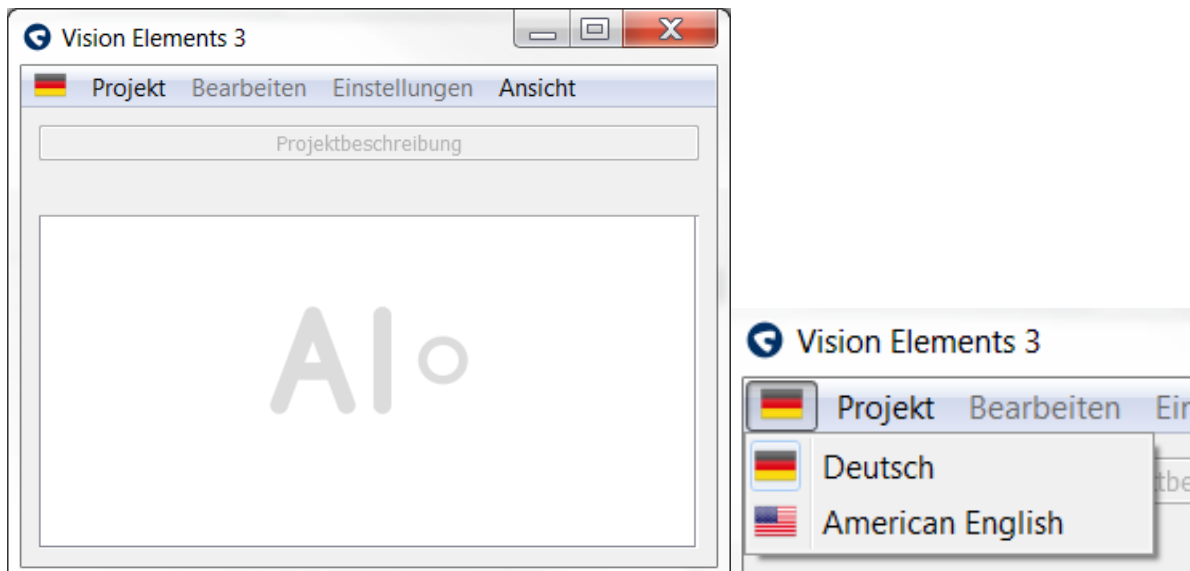 Vision Elements 3
Projekt Bearbeiten Einstellungen Ansicht
Projektbeschreibung
AI
Vision Elements 3
Projekt Bearbeiten
Deutsch
American English